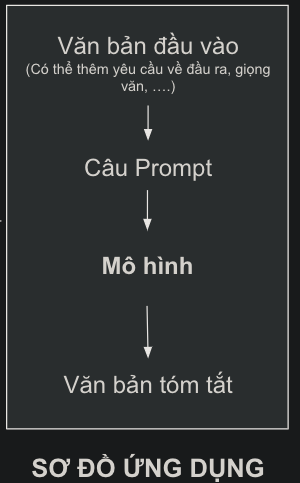 Văn bản đầu vào
(Có thể thêm yêu cầu về đầu ra, giọng
văn, ....)
Câu Prompt
Mô hình
Văn bản tóm tắt
SƠ ĐỒ ỨNG DỤNG